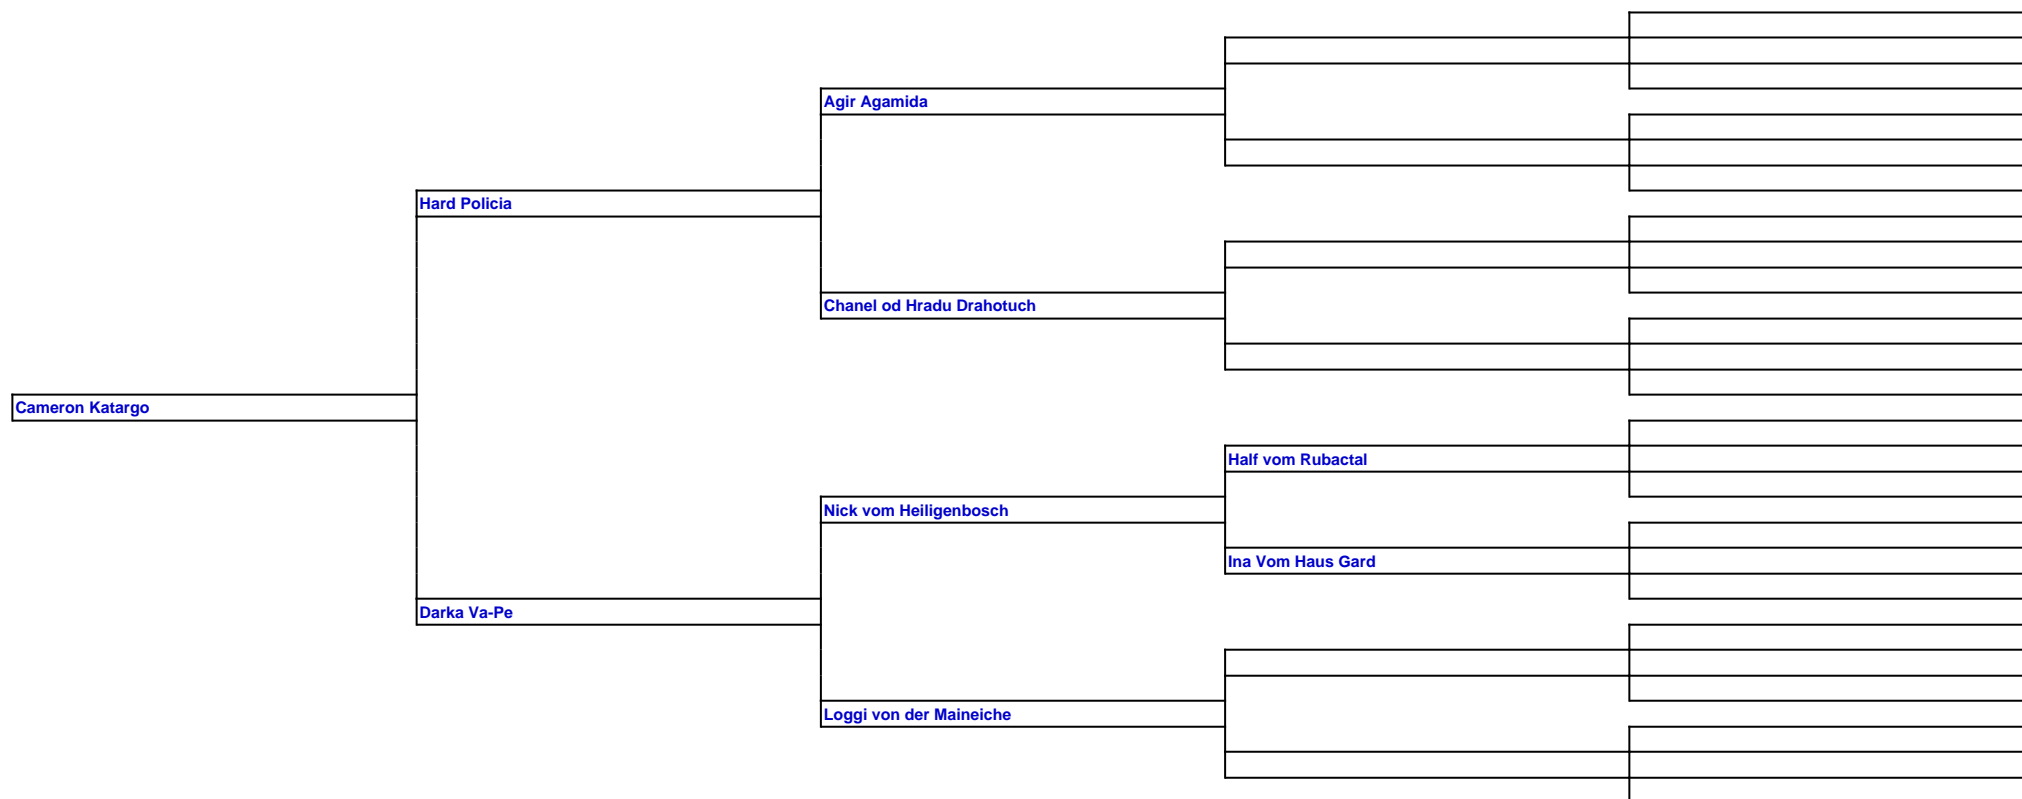 Agir Agamida
Hard Policia
Chanel od Hradu Drahotuch
Cameron Katargo
Half vom Rubactal
Nick vom Heiligenbosch
Ina Vom Haus Gard
Darka Va-Pe
Loggi von der Maineiche